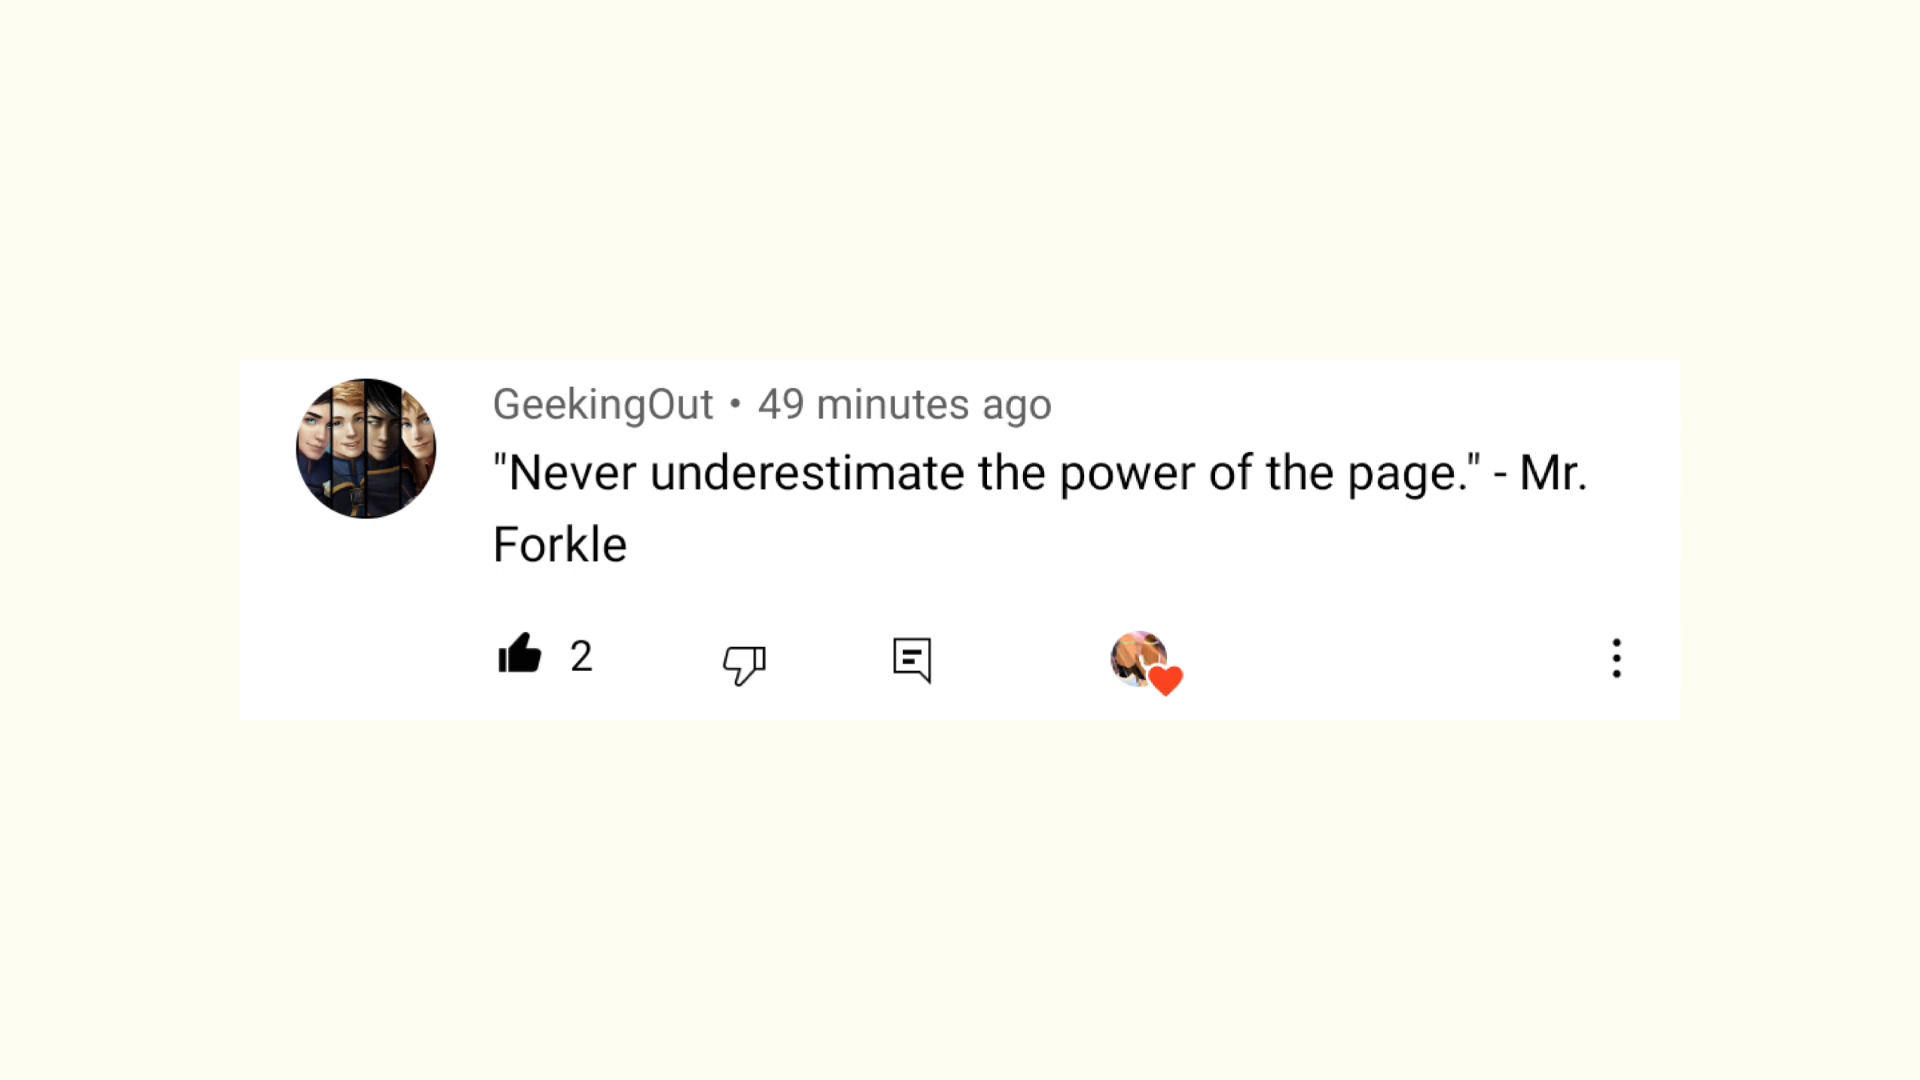 GeekingOut • 49 minutes ago
"Never underestimate the power of the page." - Mr.
Forkle
2